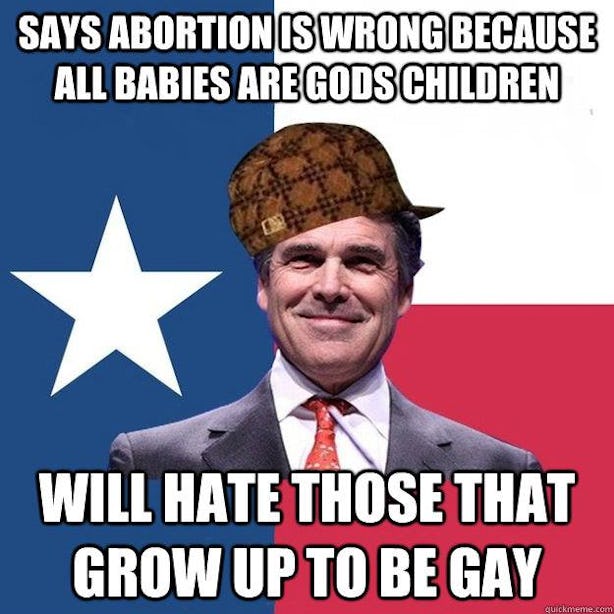 SAYS ABORTION IS WRONG BECAUSE
ALL BABIES ARE GODS CHILDREN
WILL HATE THOSE THAT
GROW UP TO BE GAY
quickmeme.com